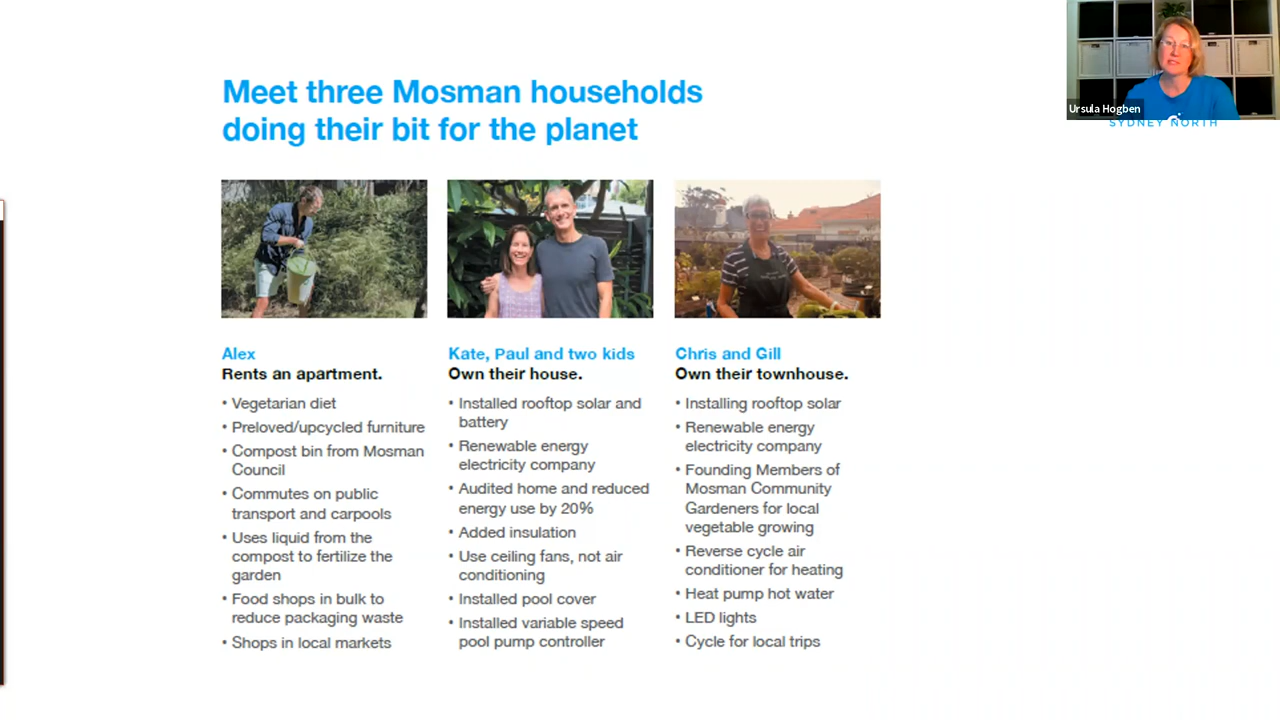 Meet three Mosman households
doing their bit for the planet
Ursula Hogben
SYDNEY NORTH
Alex
Rents an apartment.
• Vegetarian diet
• Preloved/upcycled furniture
• Compost bin from Mosman
Council
• Commutes on public
transport and carpools
• Uses liquid from the
compost to fertilize the
garden
• Food shops in bulk to
reduce packaging waste
• Shops in local markets
Kate, Paul and two kids
Own their house.
• Installed rooftop solar and
battery
• Renewable energy
electricity company
• Audited home and reduced
energy use by 20%
• Added insulation
• Use ceiling fans, not air
conditioning
• Installed pool cover
• Installed variable speed
pool pump controller
Chris and Gill
Own their townhouse.
• Installing rooftop solar
• Renewable energy
electricity company
• Founding Members of
Mosman Community
Gardeners for local
vegetable growing
• Reverse cycle air
conditioner for heating
• Heat pump hot water
• LED lights
• Cycle for local trips